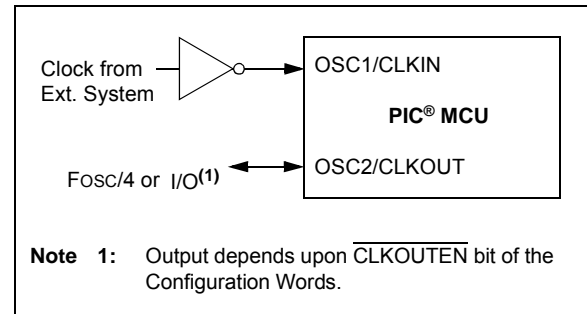 Clock from
Ext. System
OSC1/CLKIN
PIC® MCU
OSC2/CLKOUT
FOSC/4 or I/O(1)
Note 1: Output depends upon CLKOUTEN bit of the
Configuration Words.